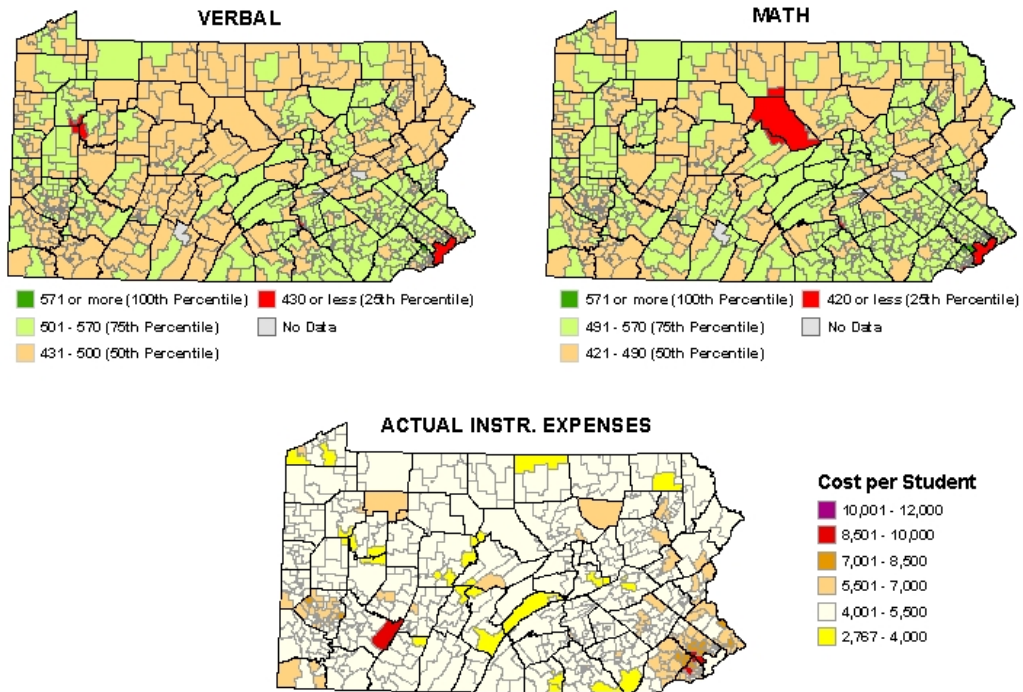 VERBAL
571 or more (100th Percentile)
501 - 570 (75th Percentile)
431 - 500 (50th Percentile)
430 or less (25th Percentile)
No Data
MATH
571 or more (100th Percentile)
491 - 570 (75th Percentile)
421 - 490 (50th Percentile)
420 or less (25th Percentile)
No Data
ACTUAL INSTR. EXPENSES
Cost per Student
10,001 - 12,000
8,501 - 10,000
7,001 - 8,500
5,501 - 7,000
4,001 - 5,500
2,767 - 4,000